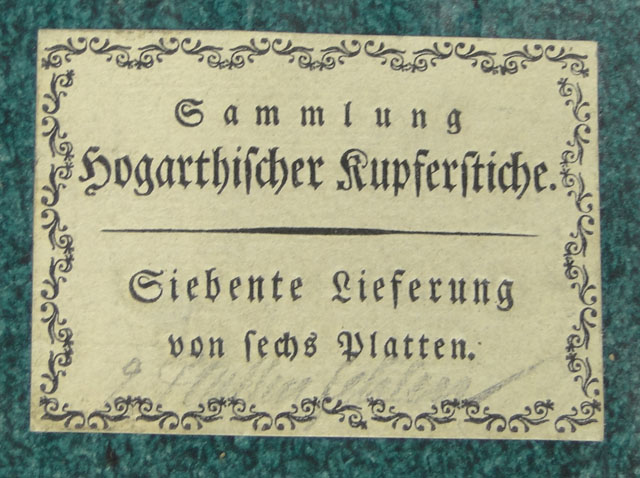 Sammlung
Hogarthiſcher Kupferſtiche.
Siebente Lieferung
von ſechs Platten.